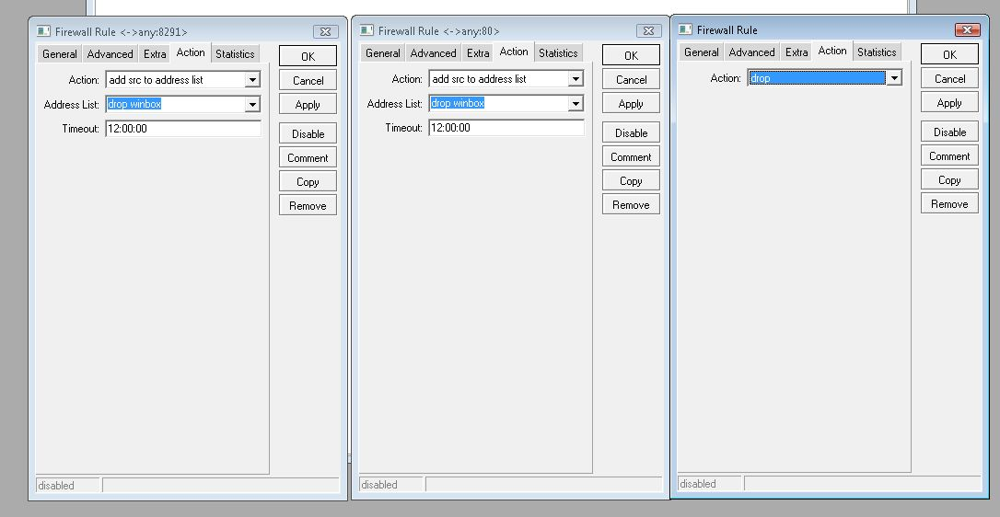 Firewall Rule <->any:8291>
General Advanced Extra Action Statistics
Action: add src to address list
Address List: drop winbox
Timeout: 12:00:00
OK
Cancel
Apply
Disable
Comment
Copy
Remove
disabled
Firewall Rule <->any:80>
General Advanced Extra Action Statistics
Action: add src to address list
Address List: drop winbox
Timeout: 12:00:00
OK
Cancel
Apply
Disable
Comment
Copy
Remove
disabled
Firewall Rule
General Advanced Extra Action Statistics
Action: drop
OK
Cancel
Apply
Disable
Comment
Copy
Remove
disabled